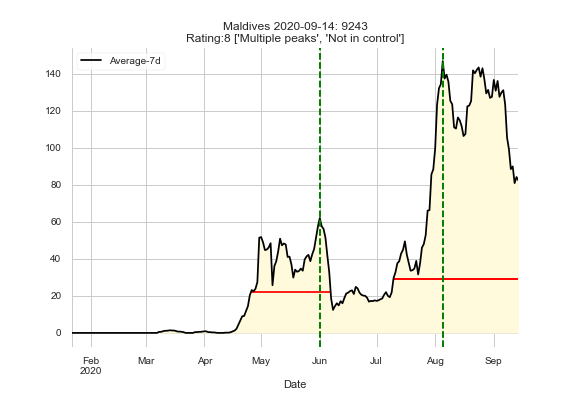 Maldives 2020-09-14: 9243
Rating:8 ['Multiple peaks', 'Not in control']
Average-7d
140
120
100
80
60
40
20
0
Feb
2020
Mar
Apr
May
Jun
Jul
Aug
Sep
Date